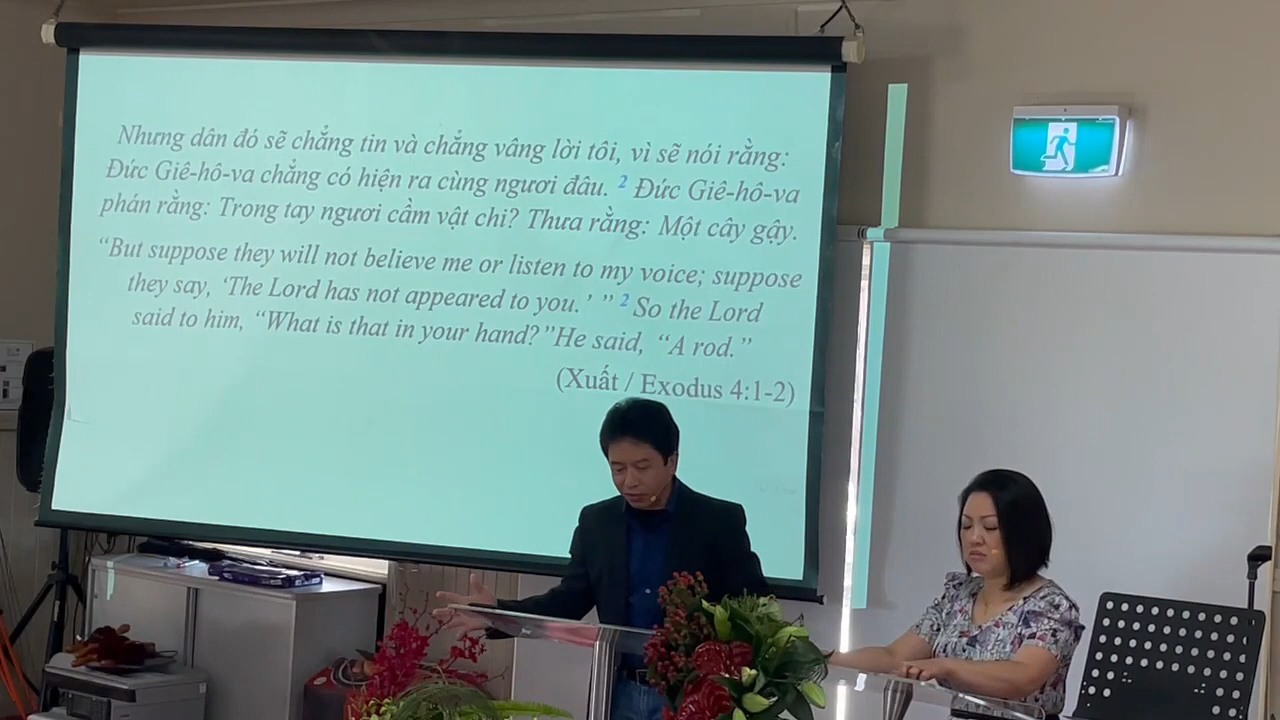 Nhưng dân đó sẽ chẳng tin và chẳng vâng lời tôi, vì sẽ nói rằng:
Đức Giê-hô-va chẳng có hiện ra cùng ngươi đâu. 2 Đức Giê-hô-va
phán rằng: Trong tay ngươi cầm vật chi? Thưa rằng: Một cây gậy.
“But suppose they will not believe me or listen to my voice; suppose
they say, ‘The Lord has not appeared to you.’ ” 2 So the Lord
said to him, “What is that in your hand?”He said, “A rod.”
(Xuất / Exodus 4:1-2)